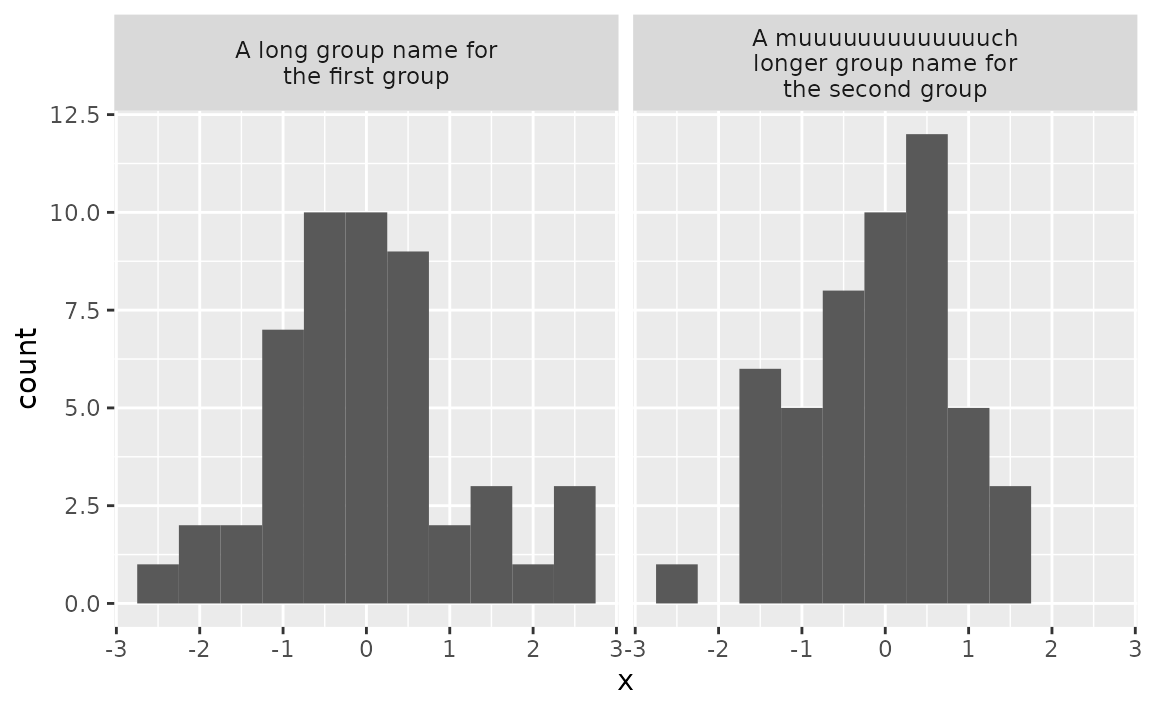 A long group name for
the first group
A muuuuuuuuuuuuuch
longer group name for
the second group
12.5
10.0
7.5
5.0
2.5
0.0
count
-3 -2 -1 0 1 2 3
-3 -2 -1 0 1 2 3
x